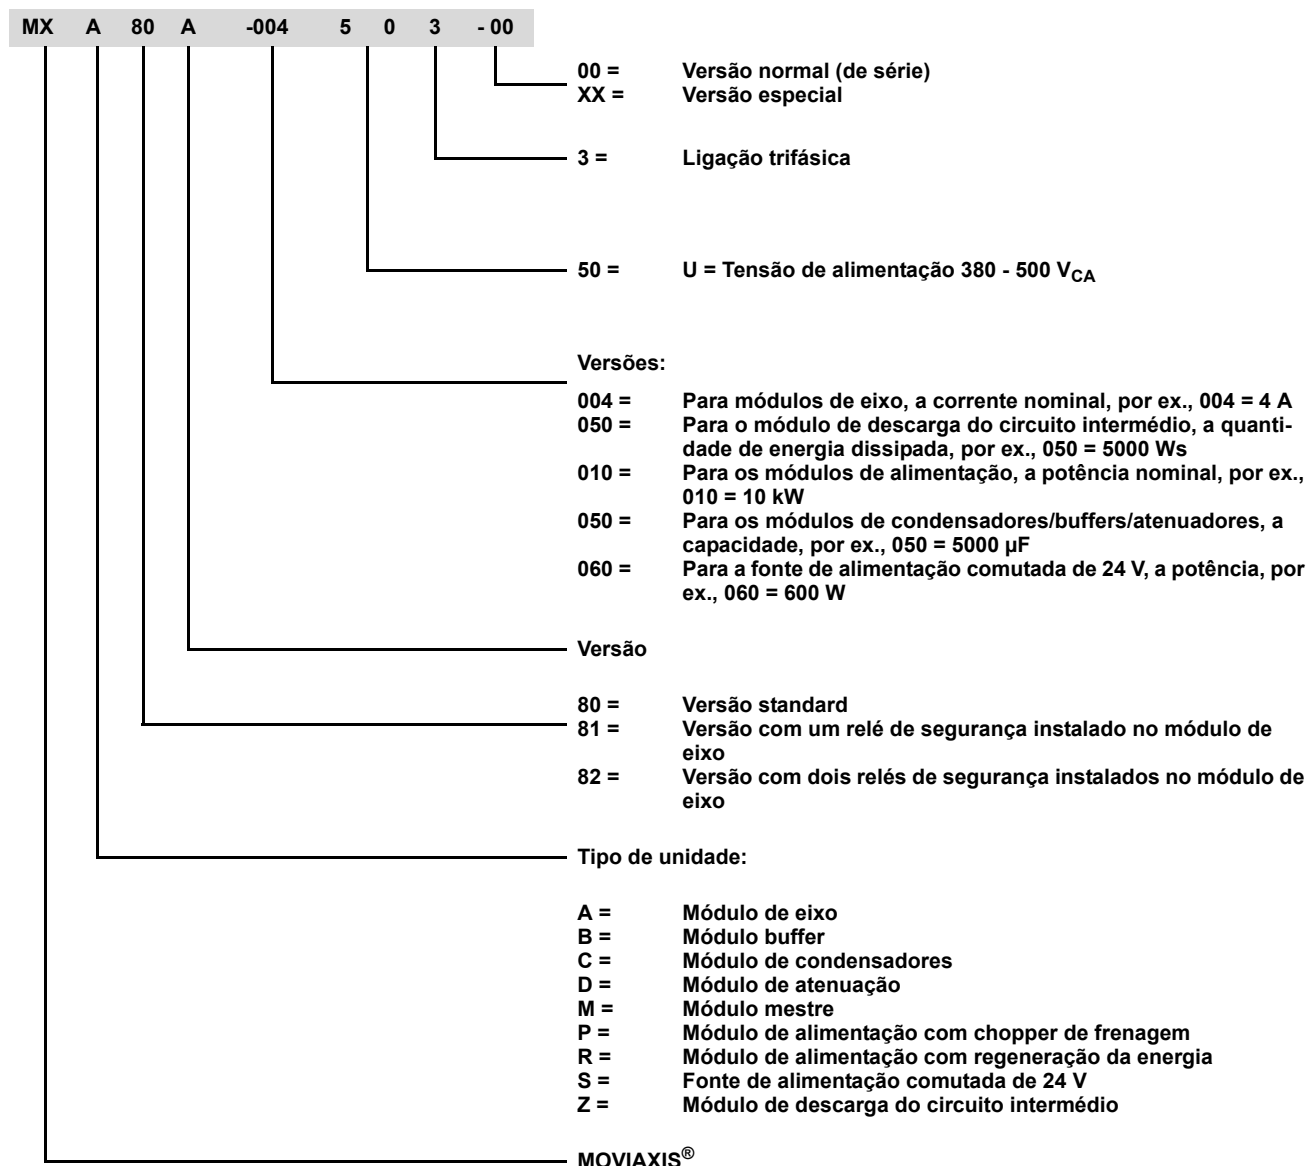 MX A 80 A -004 5 0 3 - 00
00 = Versão normal (de série)
XX = Versão especial
3 = Ligação trifásica
50 = U = Tensão de alimentação 380 - 500 VCA
Versões:
004 = Para módulos de eixo, a corrente nominal, por ex., 004 = 4 A
050 = Para o módulo de descarga do circuito intermédio, a quanti-
dade de energia dissipada, por ex., 050 = 5000 Ws
010 = Para os módulos de alimentação, a potência nominal, por ex.,
010 = 10 kW
050 = Para os módulos de condensadores/buffers/atenuadores, a
capacidade, por ex., 050 = 5000 µF
060 = Para a fonte de alimentação comutada de 24 V, a potência, por
ex., 060 = 600 W
Versão
80 = Versão standard
81 = Versão com um relé de segurança instalado no módulo de
eixo
82 = Versão com dois relés de segurança instalados no módulo de
eixo
Tipo de unidade:
A = Módulo de eixo
B = Módulo buffer
C = Módulo de condensadores
D = Módulo de atenuação
M = Módulo mestre
P = Módulo de alimentação com chopper de frenagem
R = Módulo de alimentação com regeneração da energia
S = Fonte de alimentação comutada de 24 V
Z = Módulo de descarga do circuito intermédio
MOVIAXIS®